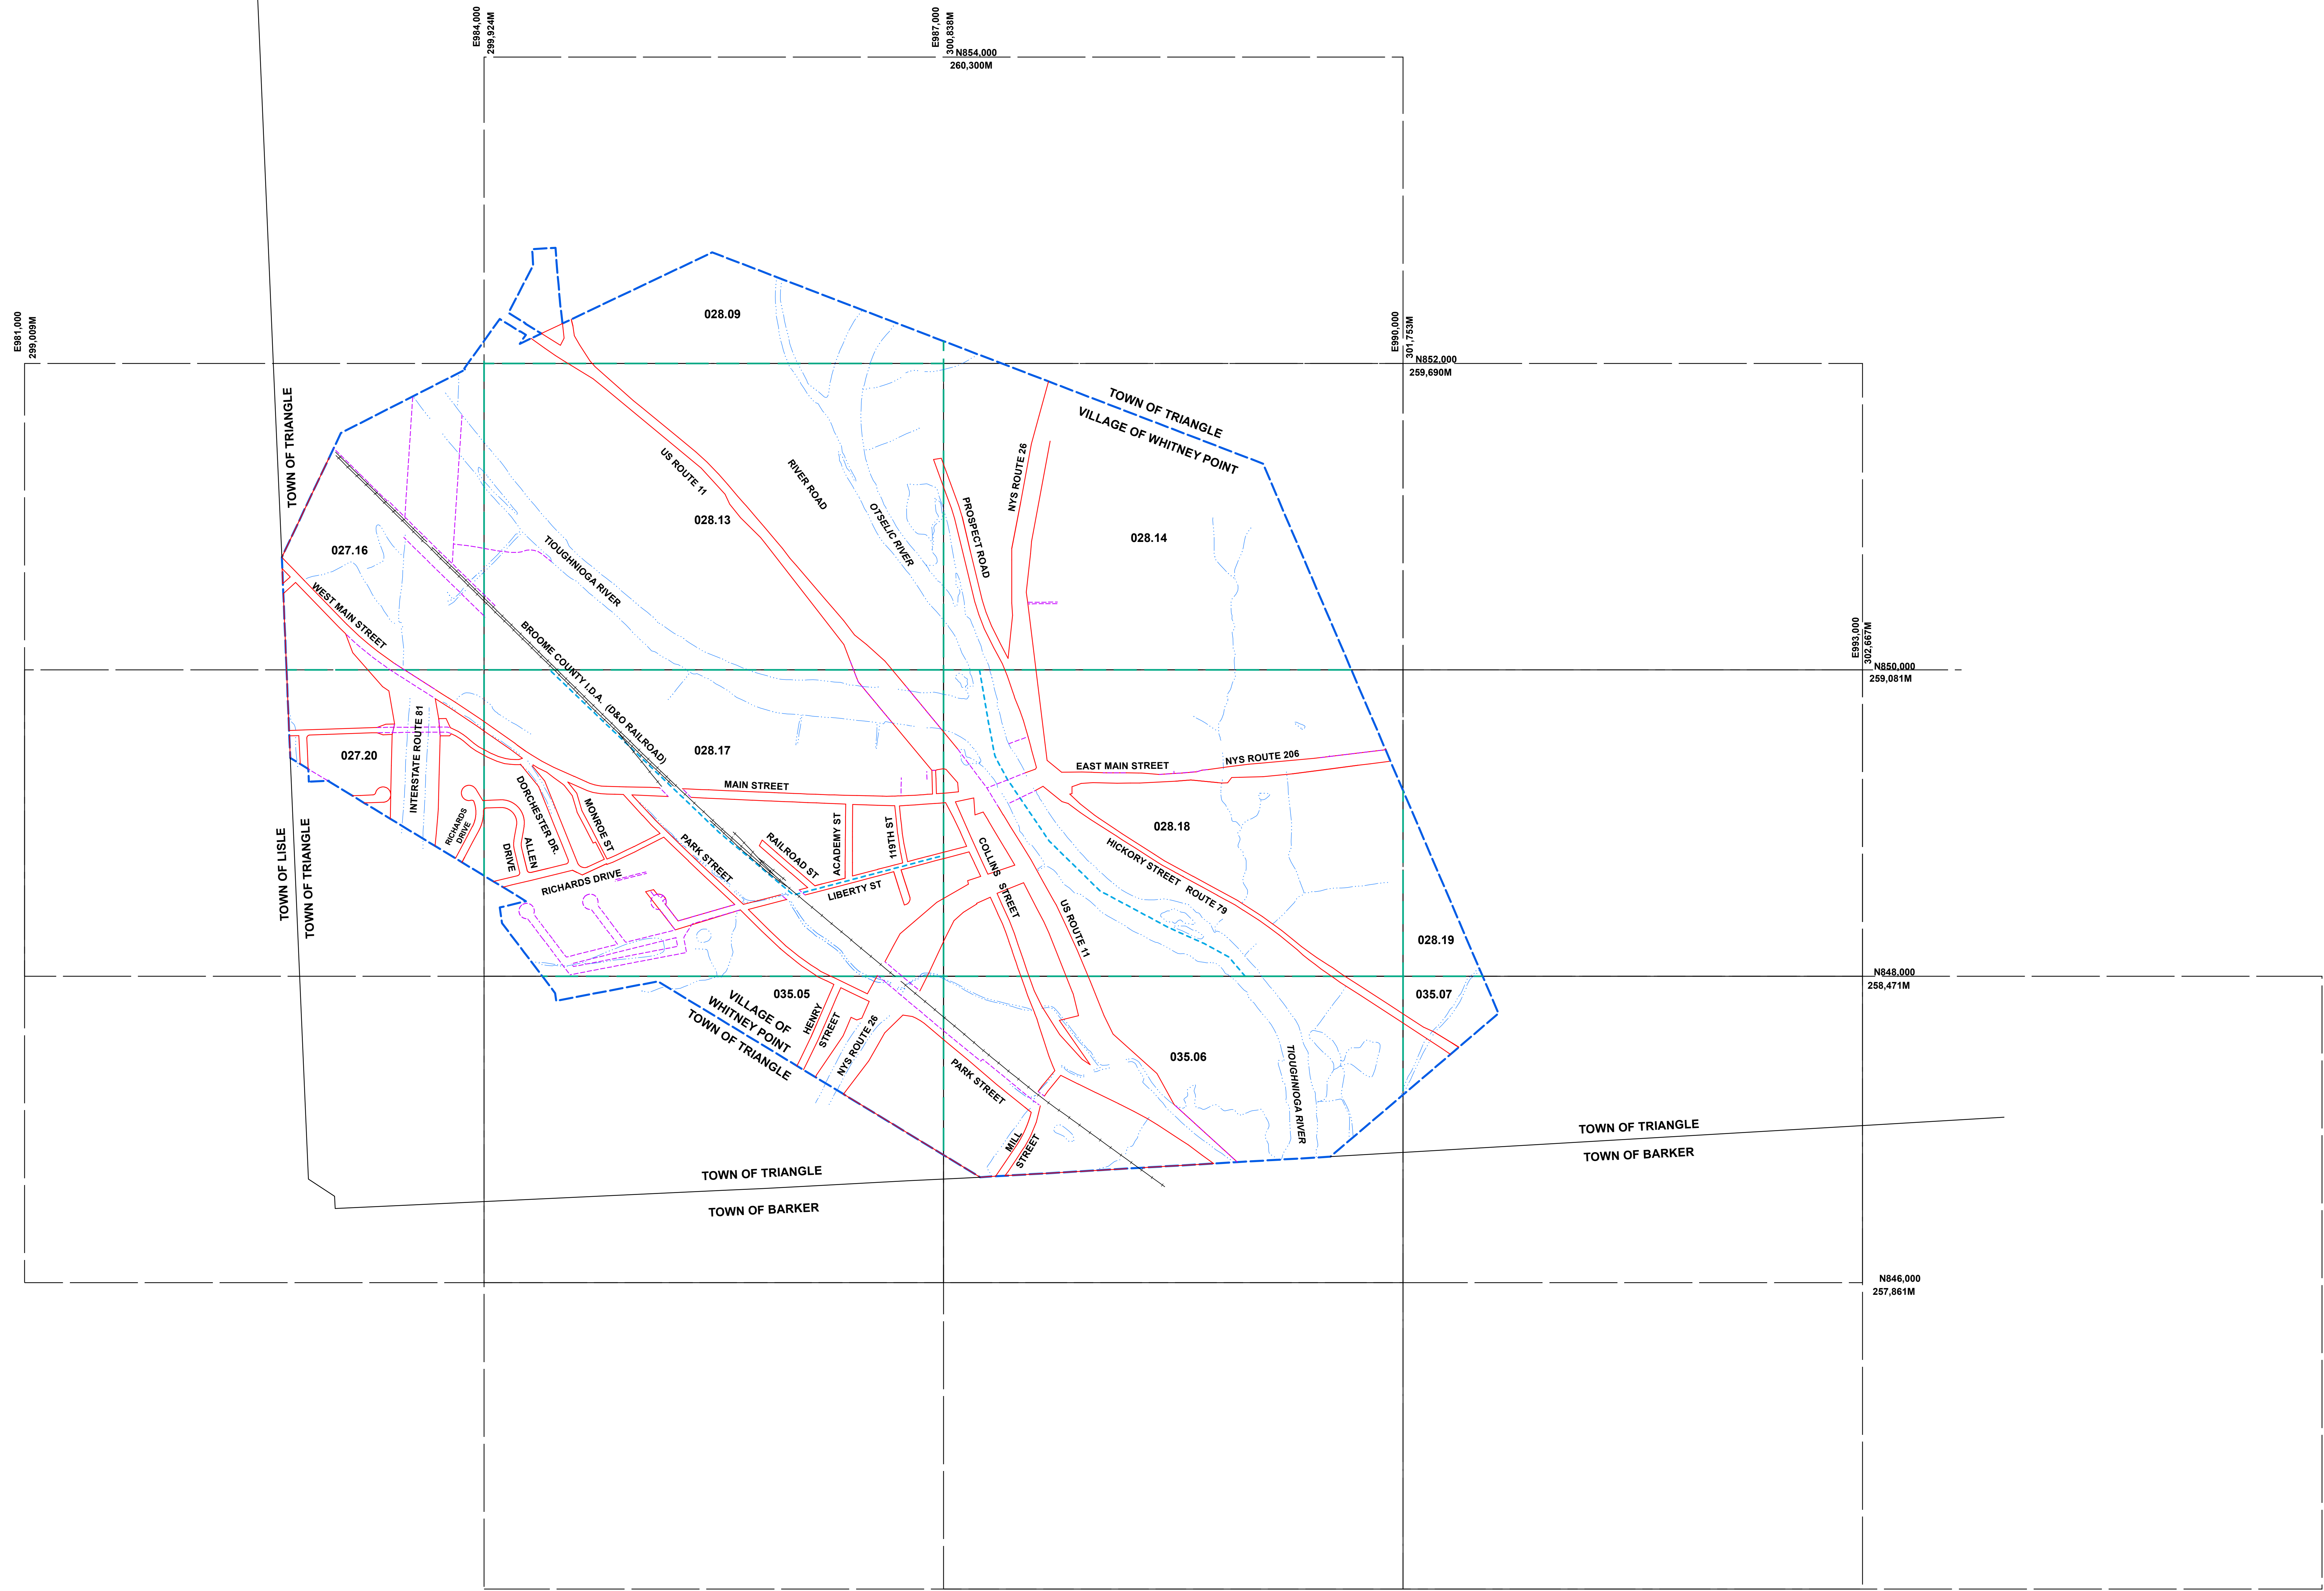 E984,000
299,924M
E987,000
300,838M
N854,000
260,300M
E981,000
299,009M
028.09
E990,000
301,753M
N852,000
259,690M
TOWN OF TRIANGLE
TOWN OF TRIANGLE
VILLAGE OF WHITNEY POINT
US ROUTE 11
RIVER ROAD
NYS ROUTE 26
028.13
OTSELIC RIVER
PROSPECT ROAD
028.14
027.16
TIOUGHNIOGA RIVER
WEST MAIN STREET
BROOME COUNTY I.D.A. (D&O RAILROAD)
E993,000
302,667M
N850,000
259,081M
INTERSTATE ROUTE 81
027.20
028.17
MAIN STREET
EAST MAIN STREET
NYS ROUTE 206
RICHARDS
DRIVE
DORCHESTER DR.
MONROE ST
ALLEN
DRIVE
PARK STREET
RAILROAD ST
ACADEMY ST
119TH ST
COLLINS STREET
028.18
HICKORY STREET ROUTE 79
TOWN OF LISLE
TOWN OF TRIANGLE
RICHARDS DRIVE
LIBERTY ST
US ROUTE 11
028.19
N848,000
258,471M
035.05
VILLAGE OF
WHITNEY POINT
TOWN OF TRIANGLE
HENRY
STREET
NYS ROUTE 26
035.07
035.06
PARK STREET
TIOUGHNIOGA RIVER
MILL
STREET
TOWN OF TRIANGLE
TOWN OF BARKER
TOWN OF TRIANGLE
TOWN OF BARKER
N846,000
257,861M